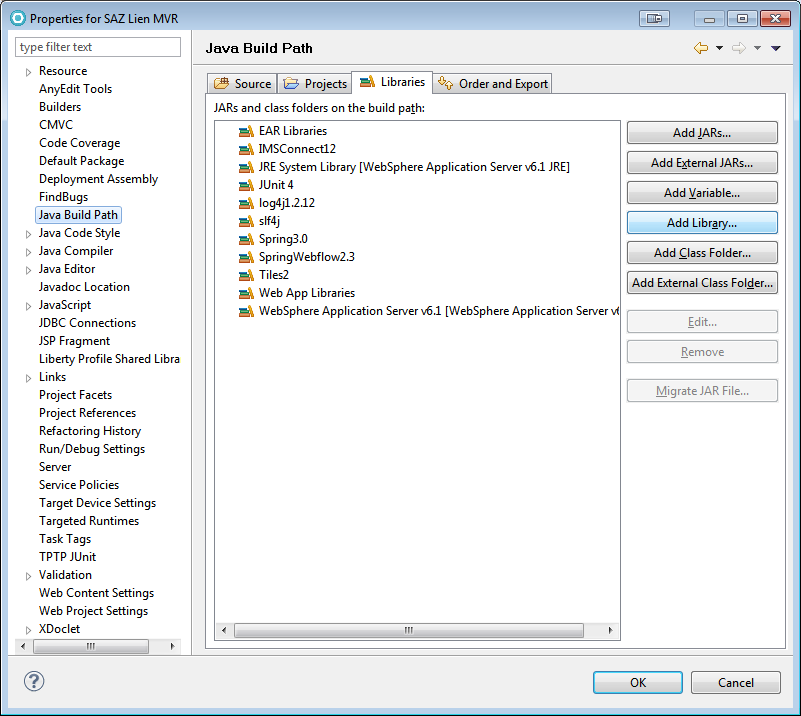 Properties for SAZ Lien MVR
type filter text
Resource
AnyEdit Tools
Builders
CMVC
Code Coverage
Default Package
Deployment Assembly
FindBugs
Java Build Path
Java Code Style
Java Compiler
Java Editor
Javadoc Location
JavaScript
JDBC Connections
JSP Fragment
Liberty Profile Shared Libra
Links
Project Facets
Project References
Refactoring History
Run/Debug Settings
Server
Service Policies
Target Device Settings
Targeted Runtimes
Task Tags
TPTP JUnit
Validation
Web Content Settings
Web Project Settings
XDoclet
Java Build Path
Source Projects Libraries Order and Export
JARs and class folders on the build path:
EAR Libraries
IMSConnect12
JRE System Library [WebSphere Application Server v6.1 JRE]
JUnit 4
log4j1.2.12
slf4j
Spring3.0
SpringWebflow2.3
Tiles2
Web App Libraries
WebSphere Application Server v6.1 [WebSphere Application Server v6
Add JARs...
Add External JARs...
Add Variable...
Add Library...
Add Class Folder...
Add External Class Folder...
Edit...
Remove
Migrate JAR File...
?
OK Cancel